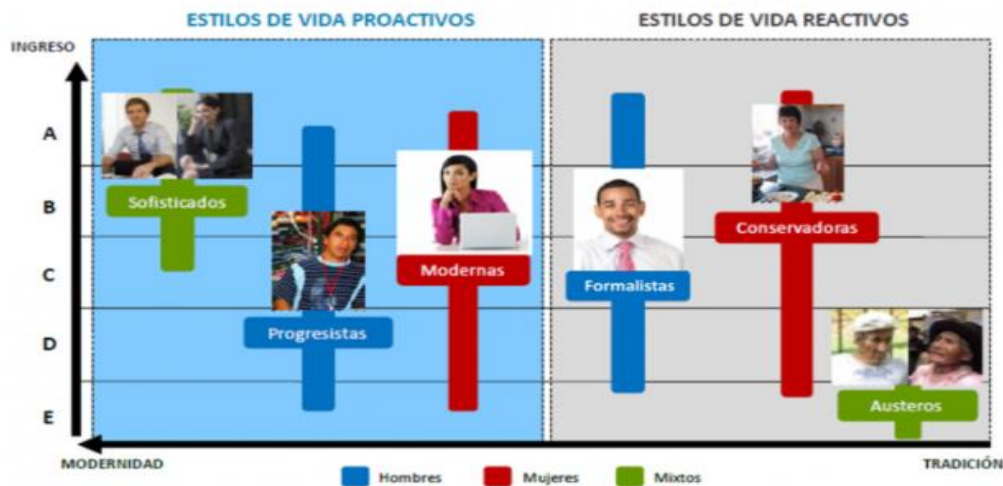 ESTILOS DE VIDA PROACTIVOS
ESTILOS DE VIDA REACTIVOS
INGRESO
A
B
C
D
E
Sofisticados
Progresistas
Modernas
Formalistas
Conservadoras
Austeros
MODERNIDAD
TRADICIÓN
Hombres
Mujeres
Mixtos